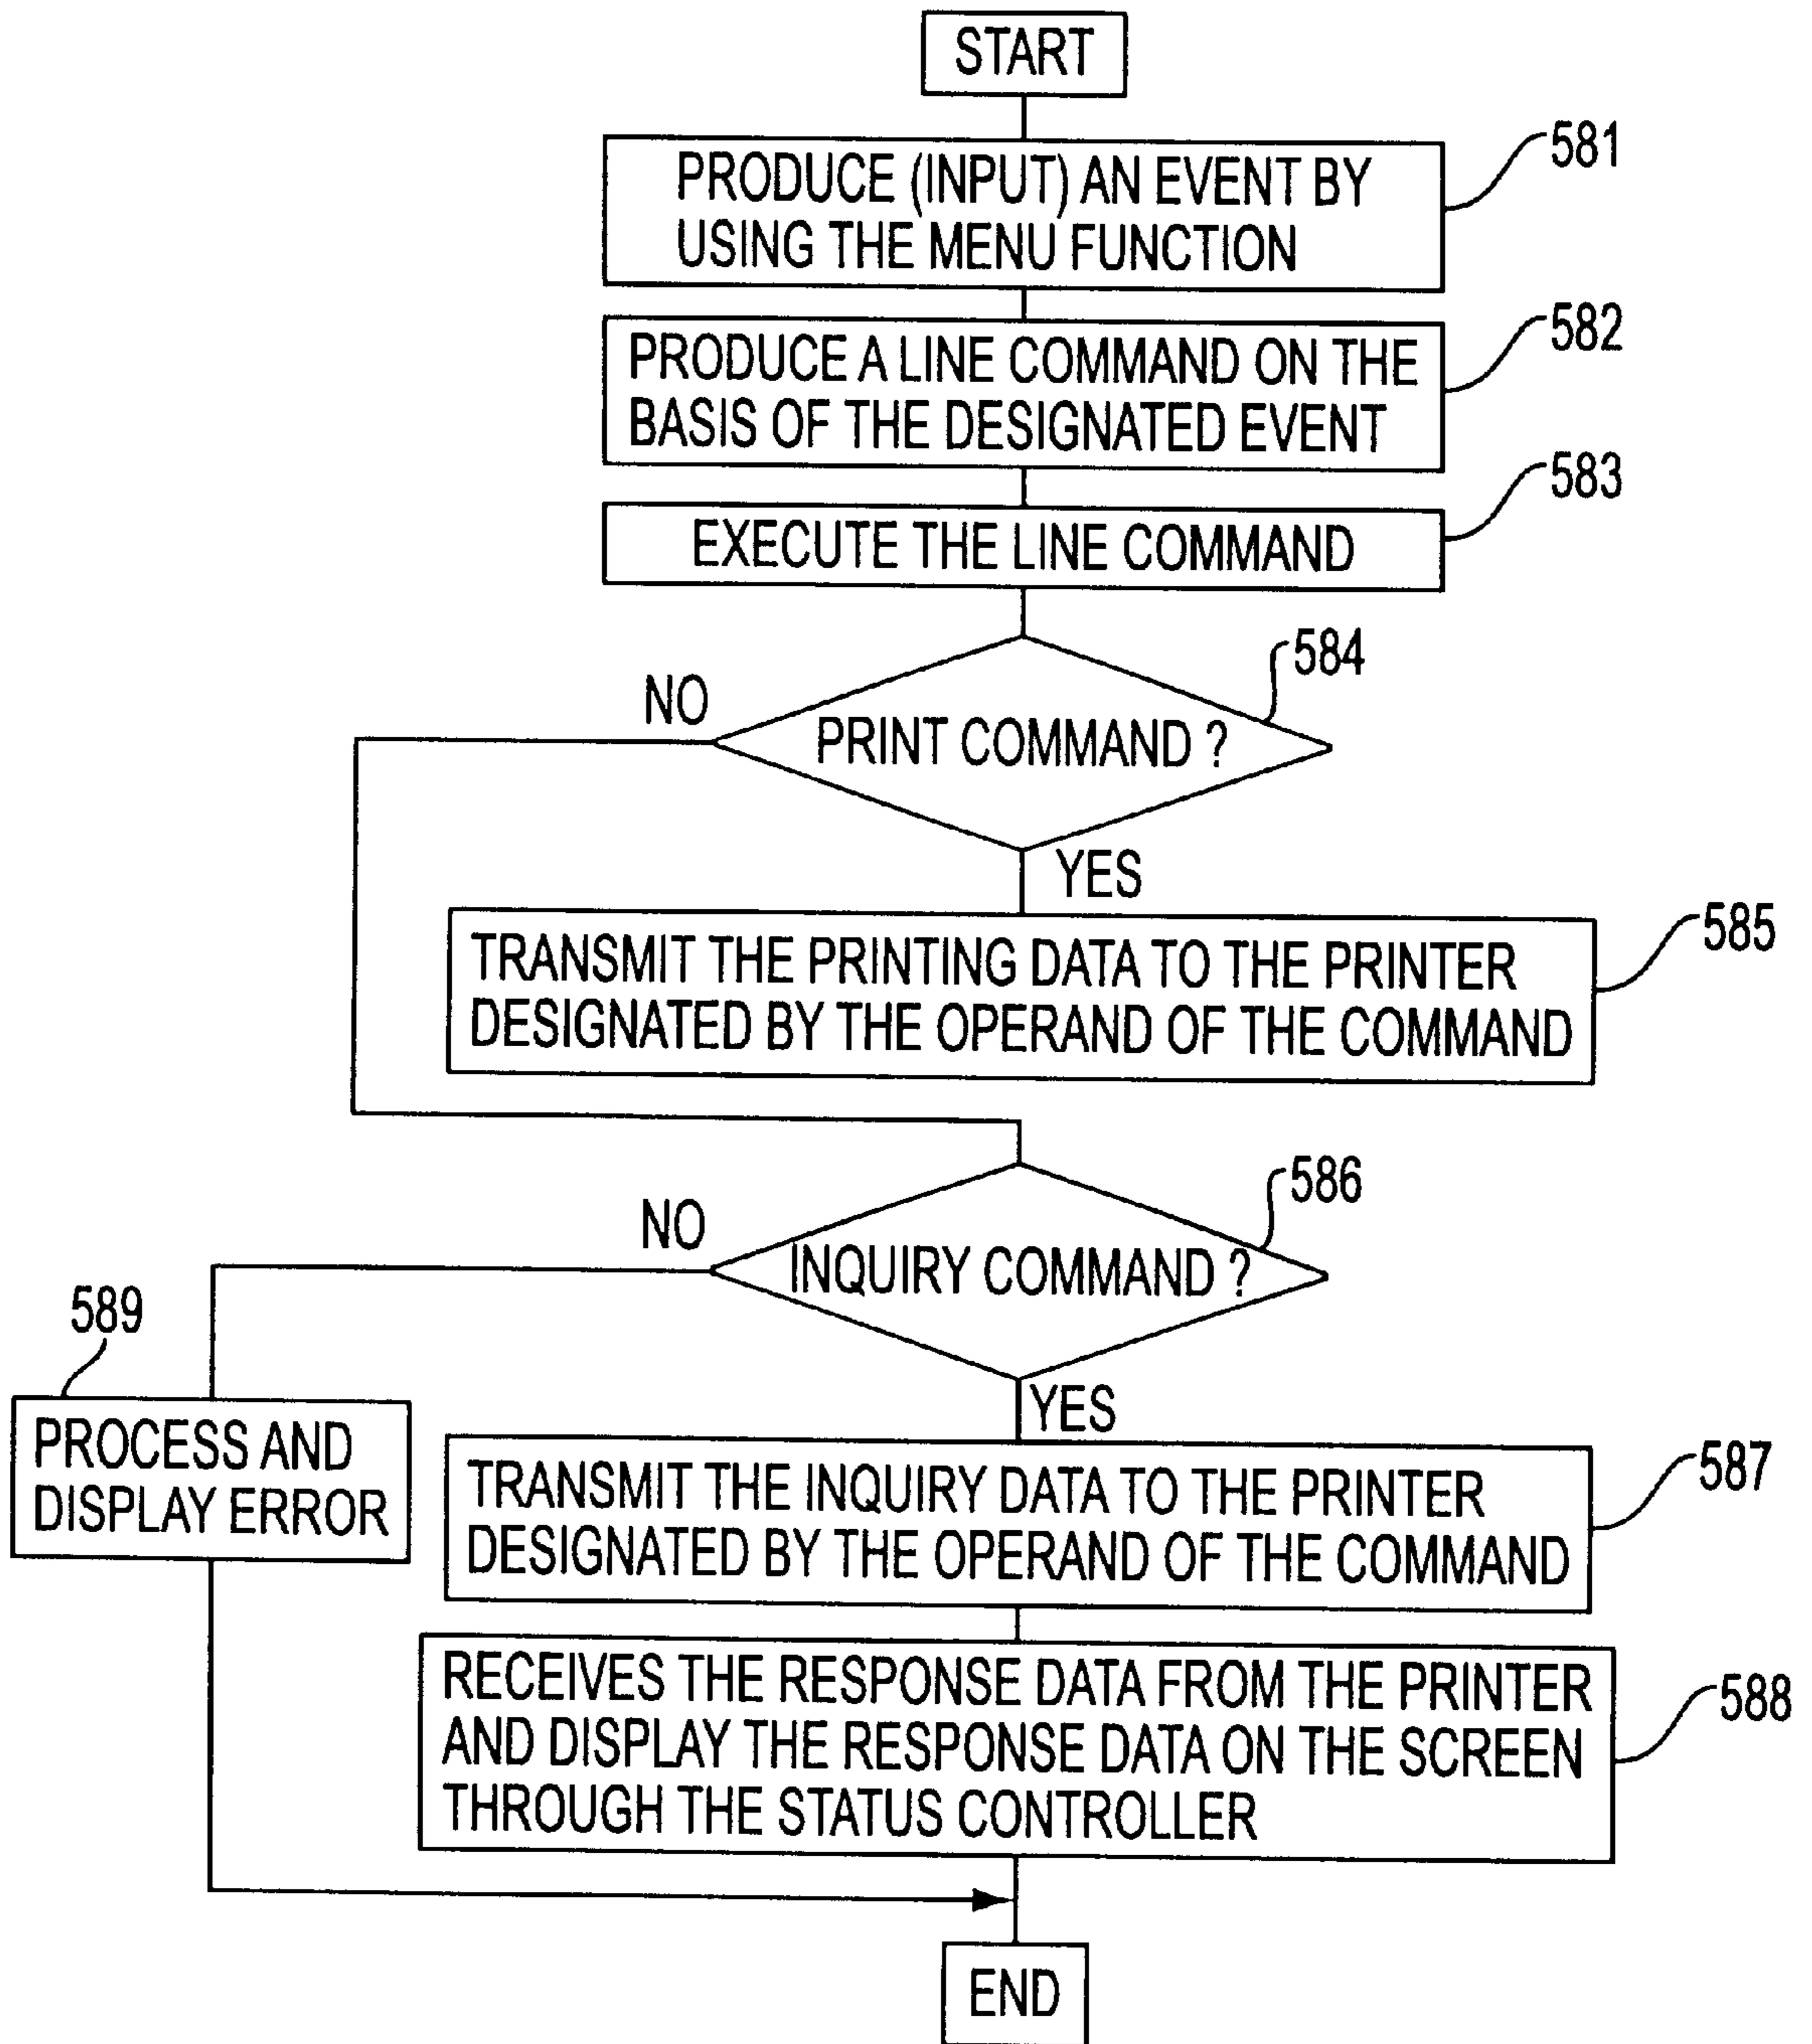 START
PRODUCE (INPUT) AN EVENT BY
USING THE MENU FUNCTION
581
PRODUCE A LINE COMMAND ON THE
BASIS OF THE DESIGNATED EVENT
582
EXECUTE THE LINE COMMAND
583
584
NO
PRINT COMMAND ?
YES
TRANSMIT THE PRINTING DATA TO THE PRINTER
DESIGNATED BY THE OPERAND OF THE COMMAND
585
586
NO
INQUIRY COMMAND ?
589
YES
PROCESS AND
DISPLAY ERROR
TRANSMIT THE INQUIRY DATA TO THE PRINTER
DESIGNATED BY THE OPERAND OF THE COMMAND
587
RECEIVES THE RESPONSE DATA FROM THE PRINTER
AND DISPLAY THE RESPONSE DATA ON THE SCREEN
THROUGH THE STATUS CONTROLLER
588
END